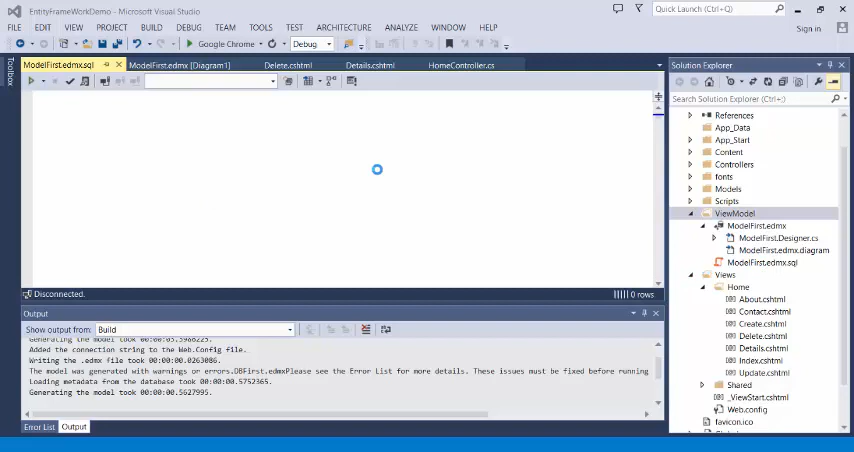 EntityFrameWorkDemo - Microsoft Visual Studio
Quick Launch (Ctrl+Q)
FILE EDIT VIEW PROJECT BUILD DEBUG TEAM TOOLS TEST ARCHITECTURE ANALYZE WINDOW HELP
Sign in
Google Chrome Debug
Toolbox
ModelFirst.edmx.sql ModelFirst.edmx [Diagram1] Delete.cshtml Details.cshtml HomeController.cs
Disconnected. 0 rows
Output
Show output from: Build
Generating the model took 00:00:05.5966225.
Added the connection string to the Web.Config file.
Writing the .edmx file took 00:00:00.0263086.
The model was generated with warnings or errors.DBFirst.edmxPlease see the Error List for more details. These issues must be fixed before running
Loading metadata from the database took 00:00:00.5752365.
Generating the model took 00:00:00.5627995.
Error List Output
Solution Explorer
Search Solution Explorer (Ctrl+;)
References
App_Data
App_Start
Content
Controllers
fonts
Models
Scripts
ViewModel
ModelFirst.edmx
ModelFirst.Designer.cs
ModelFirst.edmx.diagram
ModelFirst.edmx.sql
Views
Home
About.cshtml
Contact.cshtml
Create.cshtml
Delete.cshtml
Details.cshtml
Index.cshtml
Update.cshtml
Shared
_ViewStart.cshtml
Web.config
favicon.ico